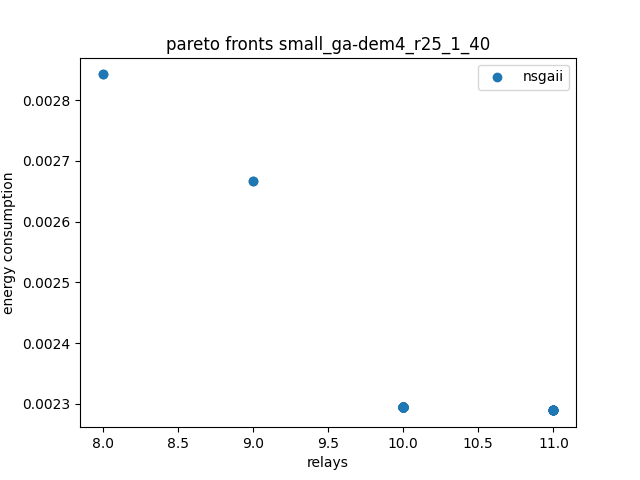 pareto fronts small_ga-dem4_r25_1_40
nsgaii
0.0028
0.0027
0.0026
0.0025
0.0024
0.0023
energy consumption
8.0 8.5 9.0 9.5 10.0 10.5 11.0
relays